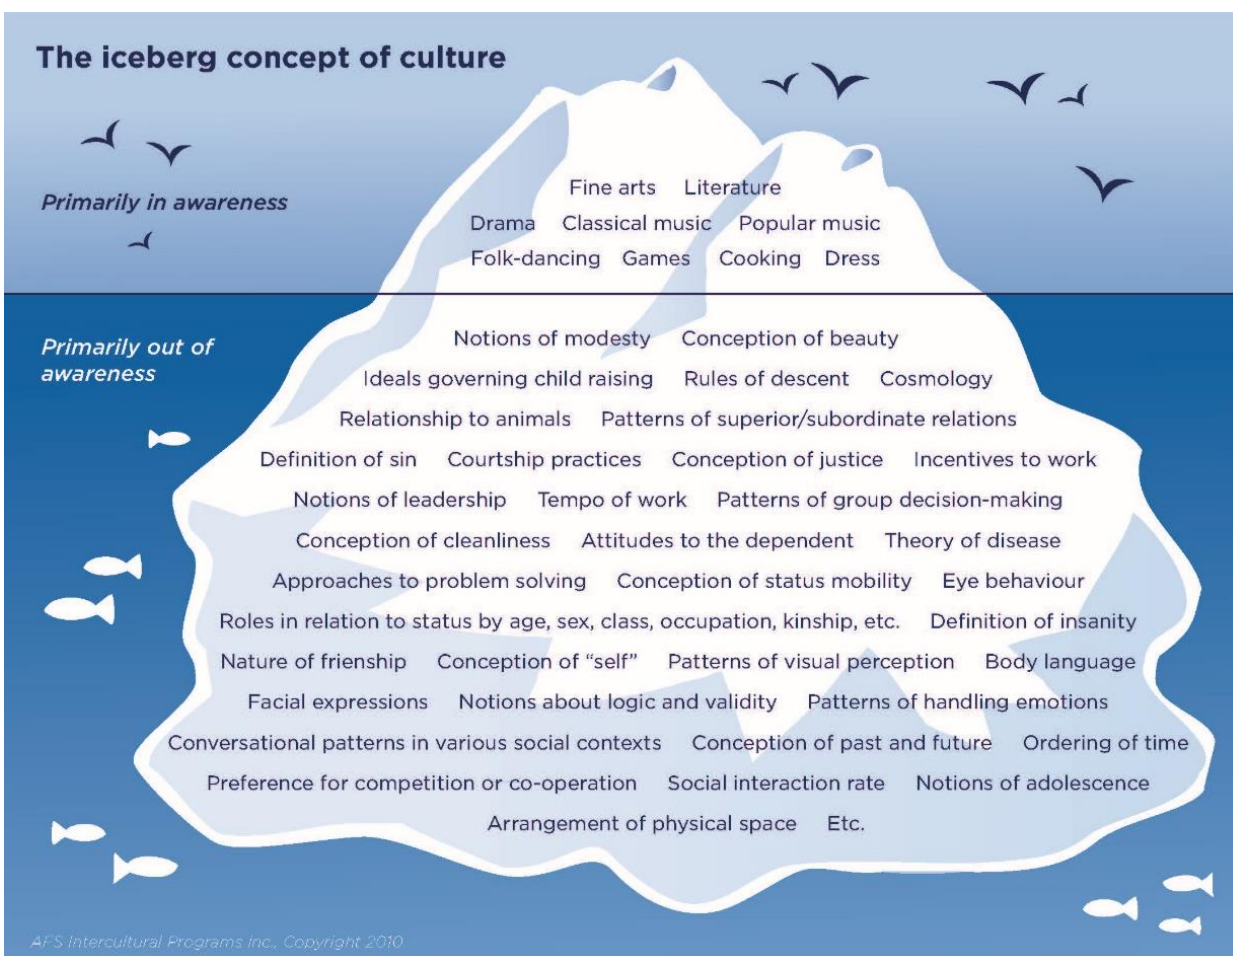 The iceberg concept of culture
Primarily in awareness
Fine arts Literature
Drama Classical music Popular music
Folk-dancing Games Cooking Dress
Primarily out of
awareness
Notions of modesty Conception of beauty
Ideals governing child raising Rules of descent Cosmology
Relationship to animals Patterns of superior/subordinate relations
Definition of sin Courtship practices Conception of justice Incentives to work
Notions of leadership Tempo of work Patterns of group decision-making
Conception of cleanliness Attitudes to the dependent Theory of disease
Approaches to problem solving Conception of status mobility Eye behaviour
Roles in relation to status by age, sex, class, occupation, kinship, etc. Definition of insanity
Nature of frienship Conception of “self” Patterns of visual perception Body language
Facial expressions Notions about logic and validity Patterns of handling emotions
Conversational patterns in various social contexts Conception of past and future Ordering of time
Preference for competition or co-operation Social interaction rate Notions of adolescence
Arrangement of physical space Etc.
AFS Intercultural Programs Inc., Copyright 2010